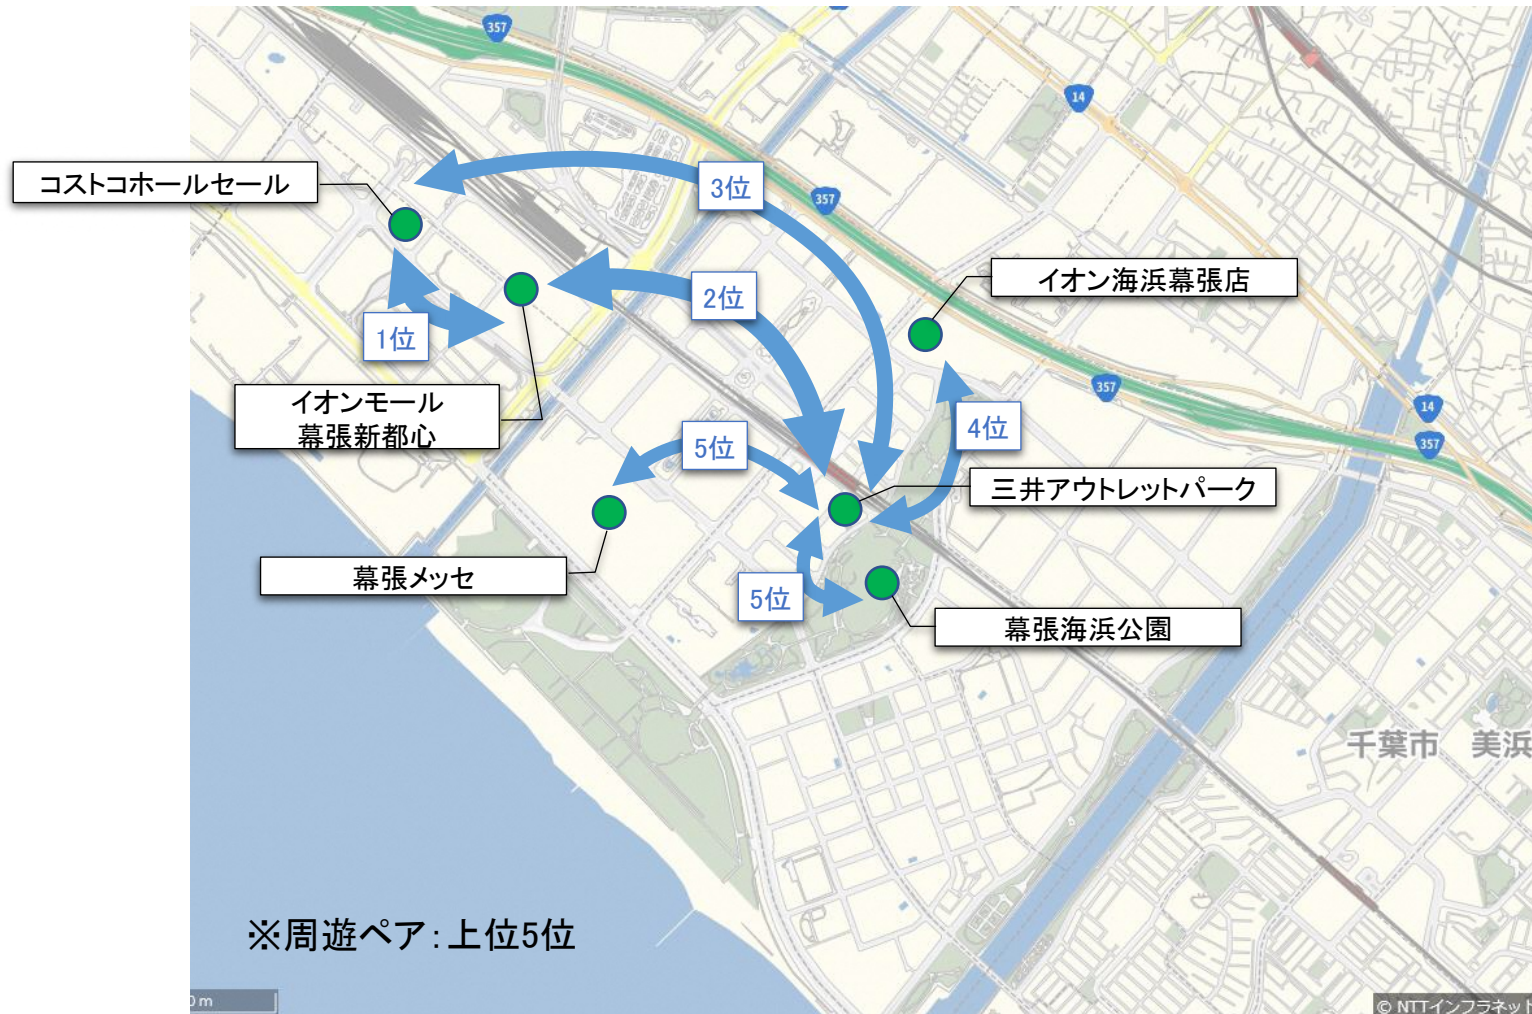 357
14
コストコホールセール
3位
357
イオン海浜幕張店
2位
1位
357
イオンモール
幕張新都心
14
4位
357
5位
三井アウトレットパーク
幕張メッセ
5位
幕張海浜公園
千葉市 美浜
※周遊ペア：上位5位
0 m
© NTTインフラネット